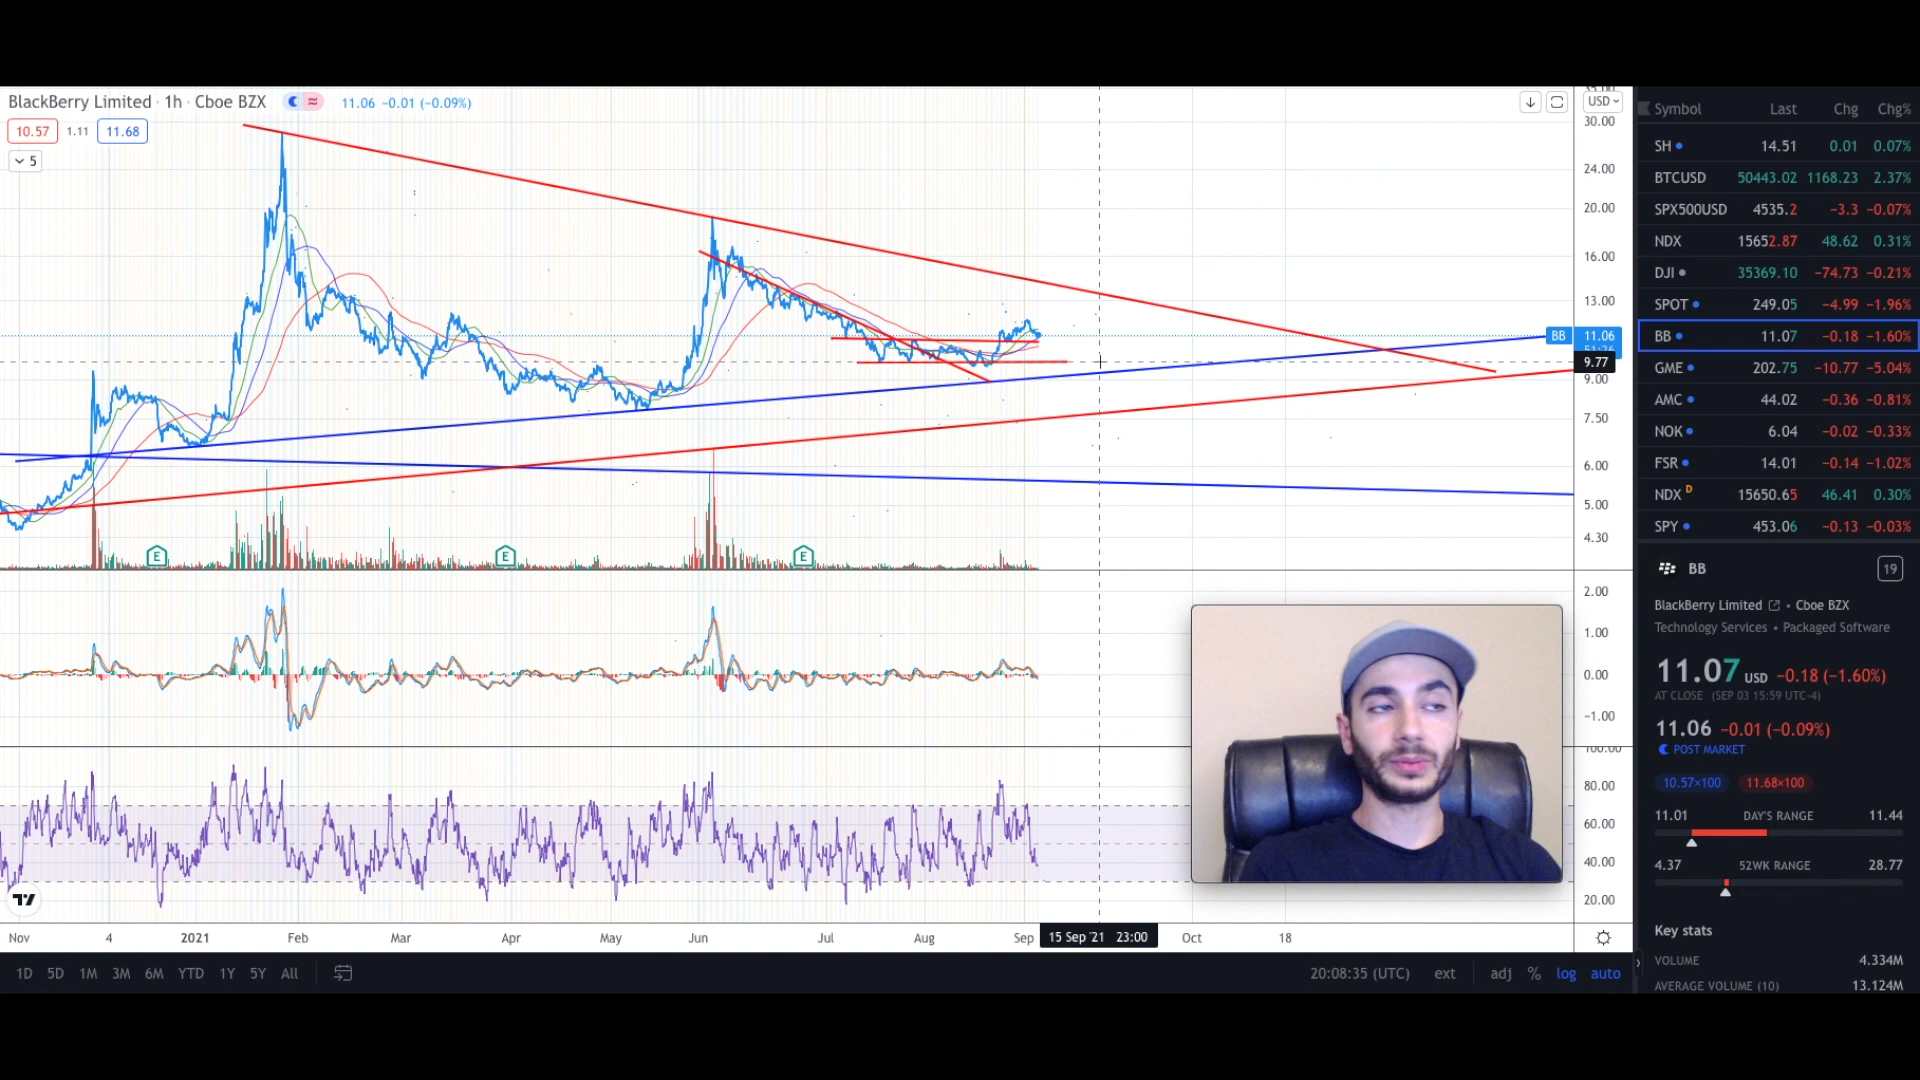 BlackBerry Limited · 1h · Cboe BZX 11.06 −0.01 (−0.09%)
10.57 1.11 11.68
5
USD
30.00
24.00
20.00
16.00
13.00
BB 11.06
9.77
9.00
7.50
6.00
5.00
4.30
E E E
2.00
1.00
0.00
−1.00
100.00
80.00
60.00
40.00
20.00
Nov 4 2021 Feb Mar Apr May Jun Jul Aug Sep 15 Sep '21 23:00 Oct 18
1D 5D 1M 3M 6M YTD 1Y 5Y All 20:08:35 (UTC) ext adj % log auto
Symbol Last Chg Chg%
SH 14.51 0.01 0.07%
BTCUSD 50443.02 1168.23 2.37%
SPX500USD 4535.2 −3.3 −0.07%
NDX 15652.87 48.62 0.31%
DJI 35369.10 −74.73 −0.21%
SPOT 249.05 −4.99 −1.96%
BB 11.07 −0.18 −1.60%
GME 202.75 −10.77 −5.04%
AMC 44.02 −0.36 −0.81%
NOK 6.04 −0.02 −0.33%
FSR 14.01 −0.14 −1.02%
NDX D 15650.65 46.41 0.30%
SPY 453.06 −0.13 −0.03%
BB 19
BlackBerry Limited • Cboe BZX
Technology Services • Packaged Software
11.07 USD −0.18 (−1.60%)
AT CLOSE (SEP 03 15:59 UTC-4)
11.06 −0.01 (−0.09%)
POST MARKET
10.57×100 11.68×100
11.01 DAY'S RANGE 11.44
4.37 52WK RANGE 28.77
Key stats
VOLUME 4.334M
AVERAGE VOLUME (10) 13.124M